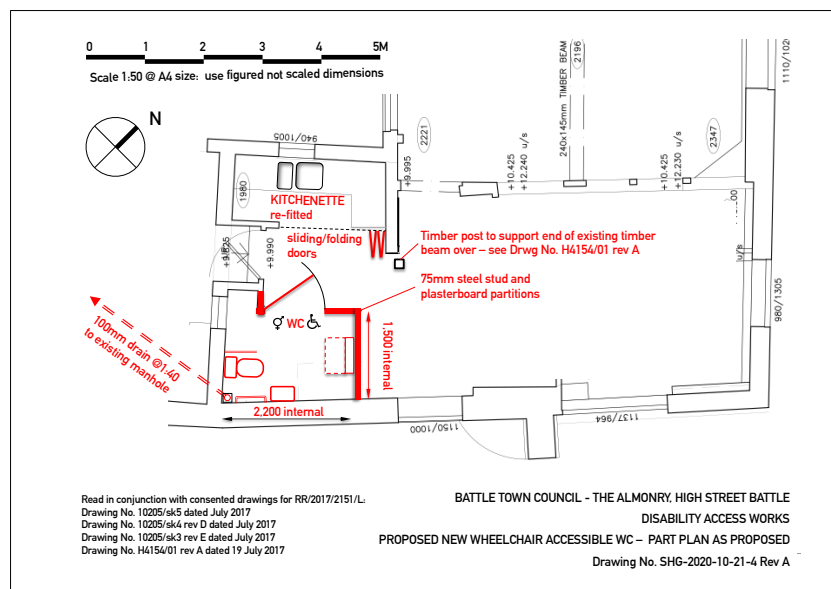 0 1 2 3 4 5M
Scale 1:50 @ A4 size: use figured not scaled dimensions
N
940/1005
1980
+9.995
2221
+10.425
+12.240 u/s
240x145mm TIMBER BEAM
2196
+10.425
+12.230 u/s
2347
1110/1020
KITCHENETTE
re-fitted
sliding/folding
doors
+9.825
+9.990
Timber post to support end of existing timber
beam over – see Drwg No. H4154/01 rev A
u/s
75mm steel stud and
plasterboard partitions
980/1305
100mm drain @1:40
to existing manhole
WC
1,500 internal
2,200 internal
1150/1000
1137/964
Read in conjunction with consented drawings for RR/2017/2151/L:
Drawing No. 10205/sk5 dated July 2017
Drawing No. 10205/sk4 rev D dated July 2017
Drawing No. 10205/sk3 rev E dated July 2017
Drawing No. H4154/01 rev A dated 19 July 2017
BATTLE TOWN COUNCIL - THE ALMONRY, HIGH STREET BATTLE
DISABILITY ACCESS WORKS
PROPOSED NEW WHEELCHAIR ACCESSIBLE WC – PART PLAN AS PROPOSED
Drawing No. SHG-2020-10-21-4 Rev A